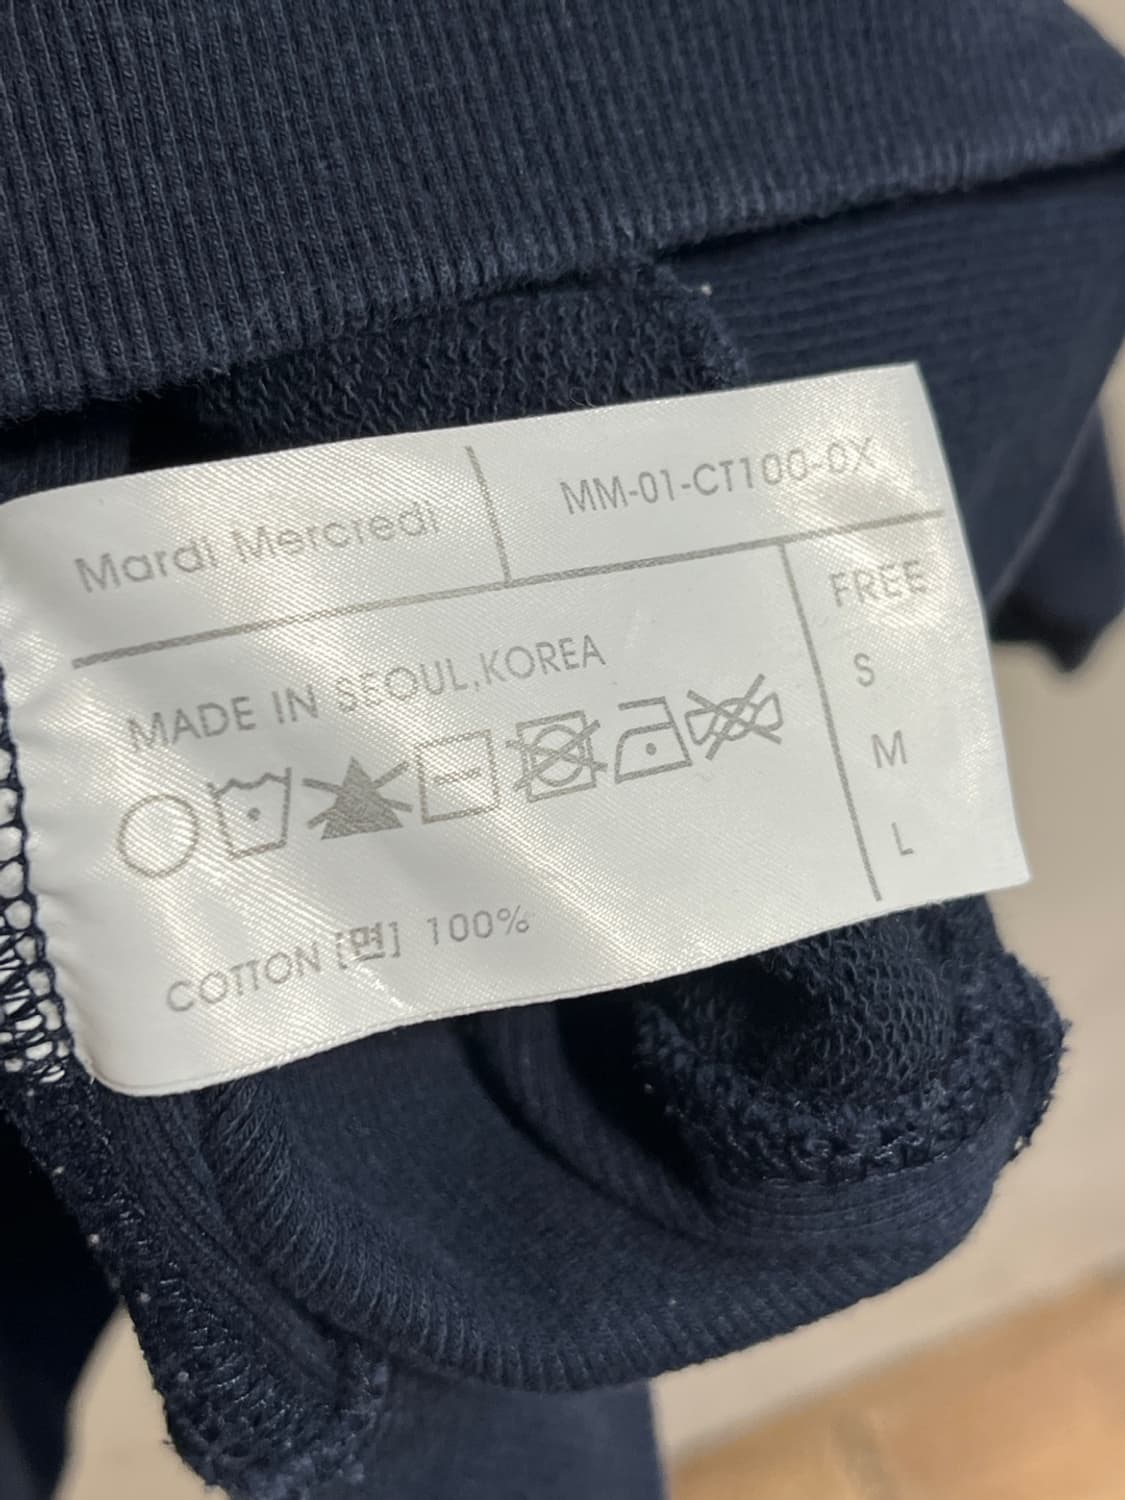 Mardi Mercredi
MM-01-CT100-0X
MADE IN SEOUL,KOREA
FREE
S
M
L
COTTON [면] 100%